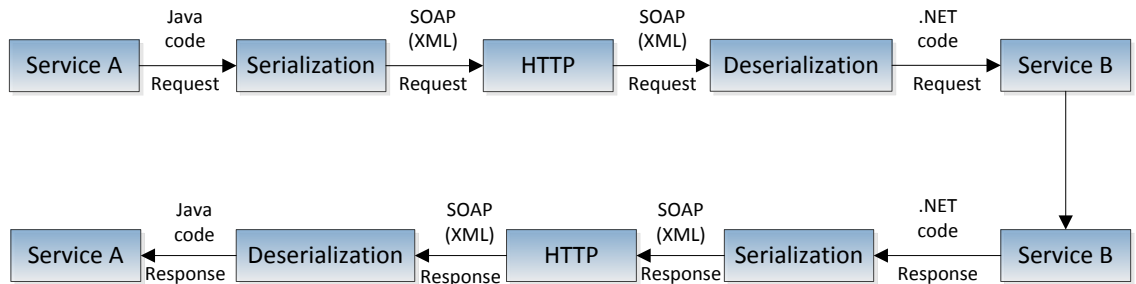 Java
code
SOAP
(XML)
SOAP
(XML)
.NET
code
Service A
Serialization
HTTP
Deserialization
Service B
Request
Request
Request
Request
Java
code
SOAP
(XML)
SOAP
(XML)
.NET
code
Service A
Deserialization
HTTP
Serialization
Service B
Response
Response
Response
Response